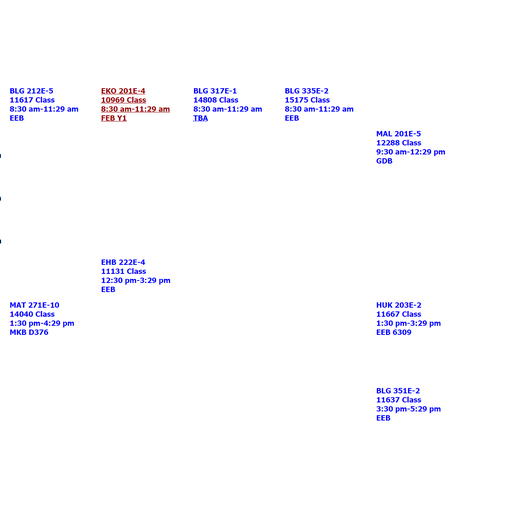 BLG 212E-5
11617 Class
8:30 am-11:29 am
EEB
EKO 201E-4
10969 Class
8:30 am-11:29 am
FEB Y1
BLG 317E-1
14808 Class
8:30 am-11:29 am
TBA
BLG 335E-2
15175 Class
8:30 am-11:29 am
EEB
MAL 201E-5
12288 Class
9:30 am-12:29 pm
GDB
EHB 222E-4
11131 Class
12:30 pm-3:29 pm
EEB
MAT 271E-10
14040 Class
1:30 pm-4:29 pm
MKB D376
HUK 203E-2
11667 Class
1:30 pm-3:29 pm
EEB 6309
BLG 351E-2
11637 Class
3:30 pm-5:29 pm
EEB